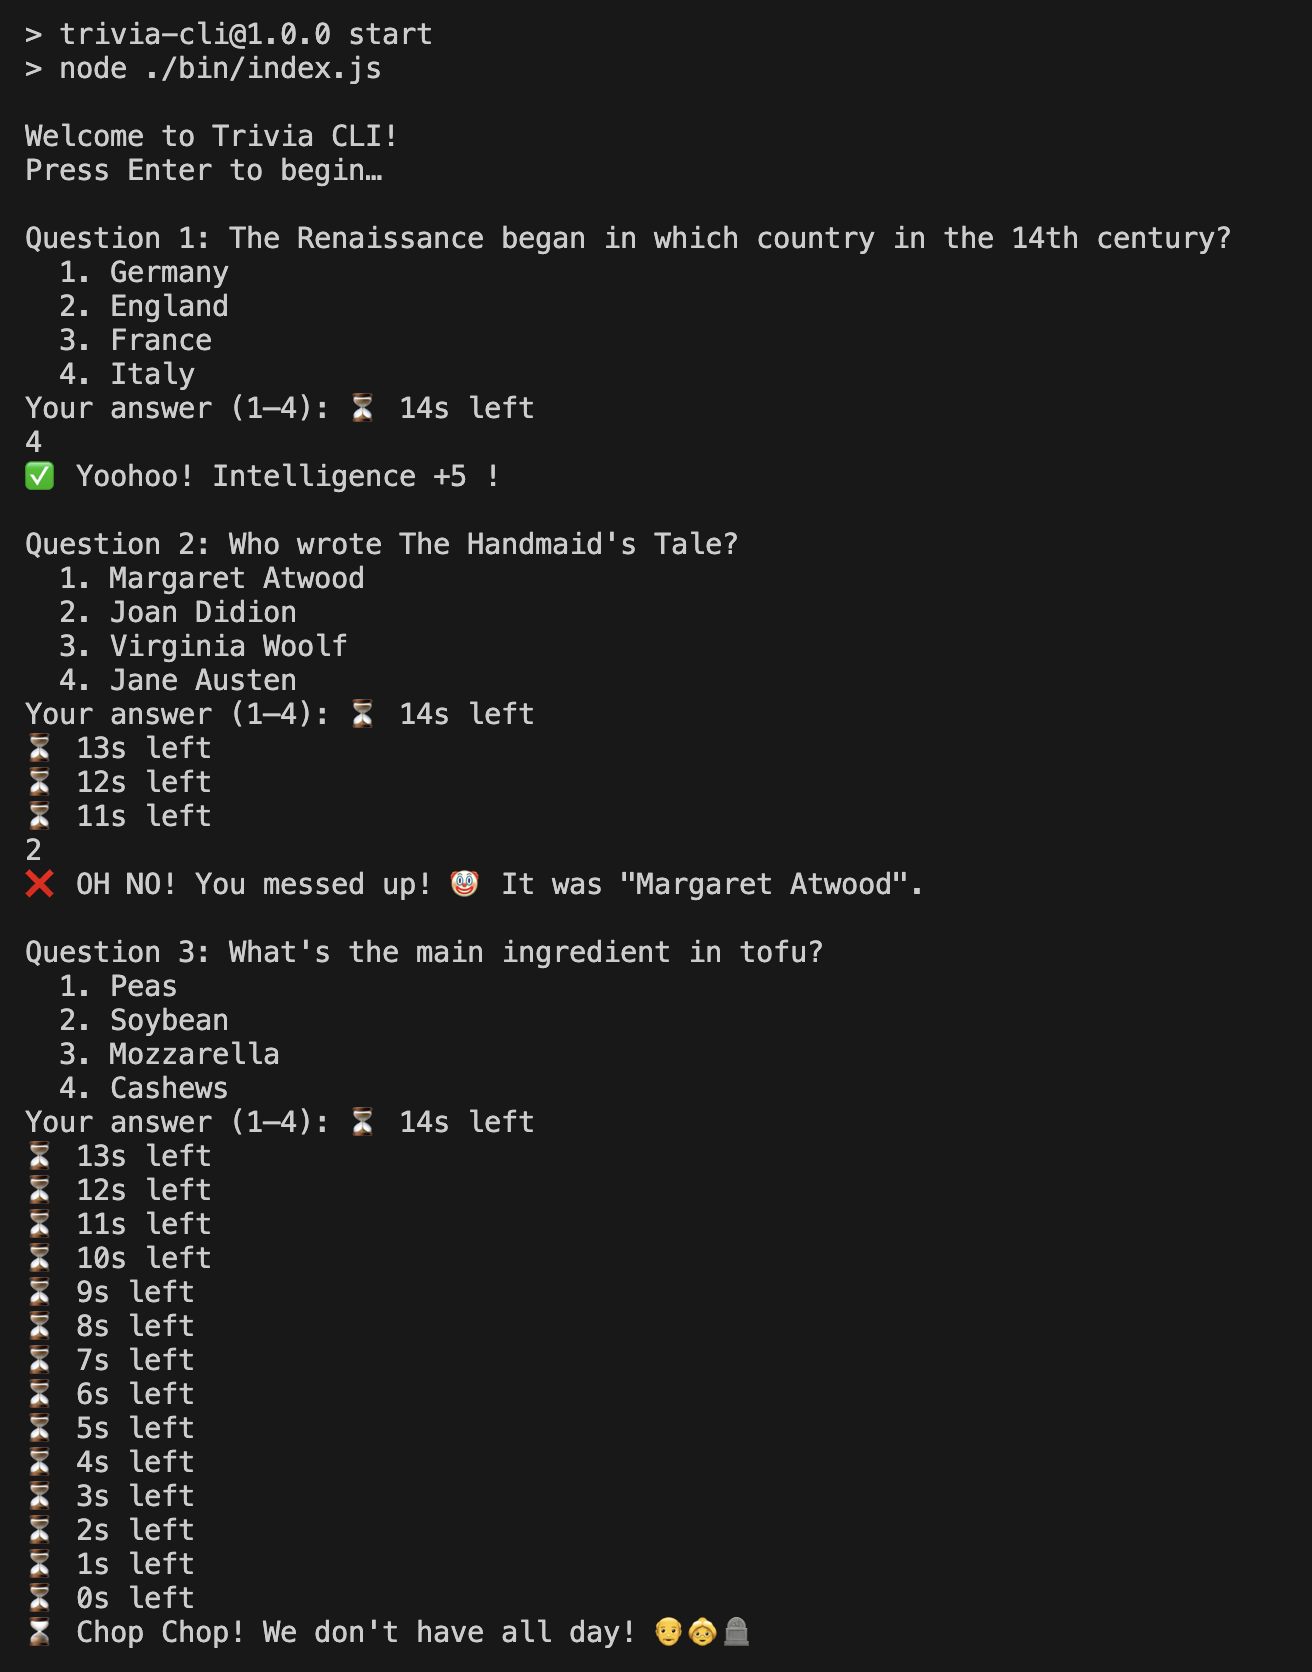 > trivia-cli@1.0.0 start
> node ./bin/index.js
Welcome to Trivia CLI!
Press Enter to begin…
Question 1: The Renaissance began in which country in the 14th century?
1. Germany
2. England
3. France
4. Italy
Your answer (1–4): ⏳ 14s left
4
✅ Yoohoo! Intelligence +5 !
Question 2: Who wrote The Handmaid's Tale?
1. Margaret Atwood
2. Joan Didion
3. Virginia Woolf
4. Jane Austen
Your answer (1–4): ⏳ 14s left
⏳ 13s left
⏳ 12s left
⏳ 11s left
2
❌ OH NO! You messed up! 🤡 It was "Margaret Atwood".
Question 3: What's the main ingredient in tofu?
1. Peas
2. Soybean
3. Mozzarella
4. Cashews
Your answer (1–4): ⏳ 14s left
⏳ 13s left
⏳ 12s left
⏳ 11s left
⏳ 10s left
⏳ 9s left
⏳ 8s left
⏳ 7s left
⏳ 6s left
⏳ 5s left
⏳ 4s left
⏳ 3s left
⏳ 2s left
⏳ 1s left
⏳ 0s left
⌛ Chop Chop! We don't have all day! 👴👵🪦